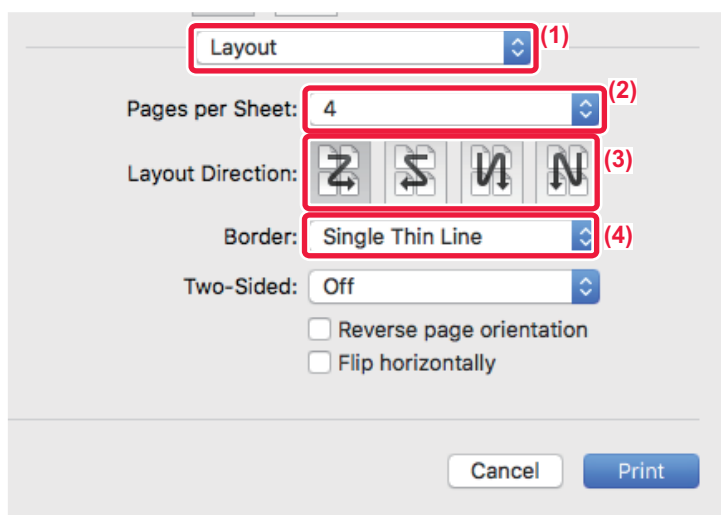 Layout (1)
Pages per Sheet: 4 (2)
Layout Direction: (3)
Border: Single Thin Line (4)
Two-Sided: Off
Reverse page orientation
Flip horizontally
Cancel Print